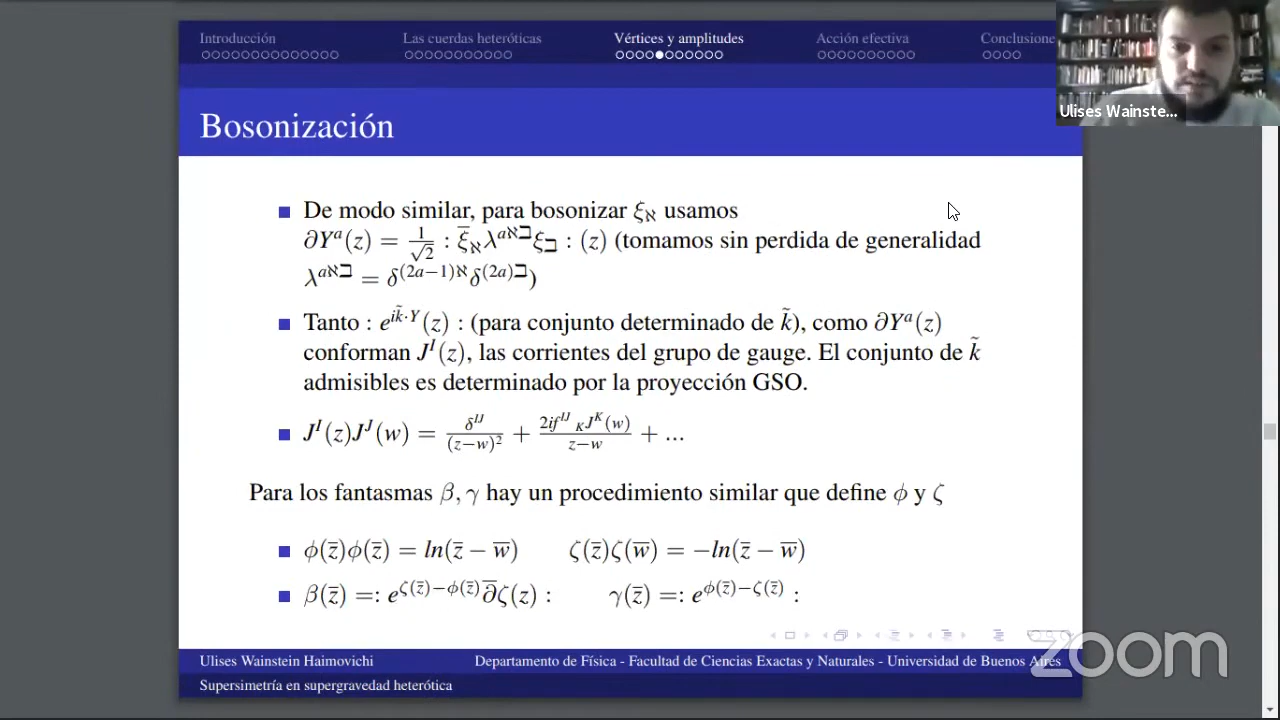 Introducción
Las cuerdas heteróticas
Vértices y amplitudes
Acción efectiva
Conclusione
Ulises Wainste...
Bosonización
De modo similar, para bosonizar ξ_ℵ usamos
∂Y^a(z) = 1/√2 : ξ̄_ℵ λ^{aℵℶ} ξ_ℶ : (z) (tomamos sin perdida de generalidad
λ^{aℵℶ} = δ^{(2a−1)ℵ} δ^{(2a)ℶ})
Tanto : e^{ik̃·Y}(z) : (para conjunto determinado de k̃), como ∂Y^a(z)
conforman J^I(z), las corrientes del grupo de gauge. El conjunto de k̃
admisibles es determinado por la proyección GSO.
J^I(z)J^J(w) = δ^{IJ}/(z−w)^2 + 2if^{IJ}_K J^K(w)/z−w + ...
Para los fantasmas β, γ hay un procedimiento similar que define ϕ y ζ
ϕ(z̄)ϕ(z̄) = ln(z̄ − w̄) ζ(z̄)ζ(w̄) = −ln(z̄ − w̄)
β(z̄) =: e^{ζ(z̄)−ϕ(z̄)} ∂̄ζ(z) : γ(z̄) =: e^{ϕ(z̄)−ζ(z̄)} :
Ulises Wainstein Haimovichi
Departamento de Física - Facultad de Ciencias Exactas y Naturales - Universidad de Buenos Aires
Supersimetría en supergravedad heterótica
zoom